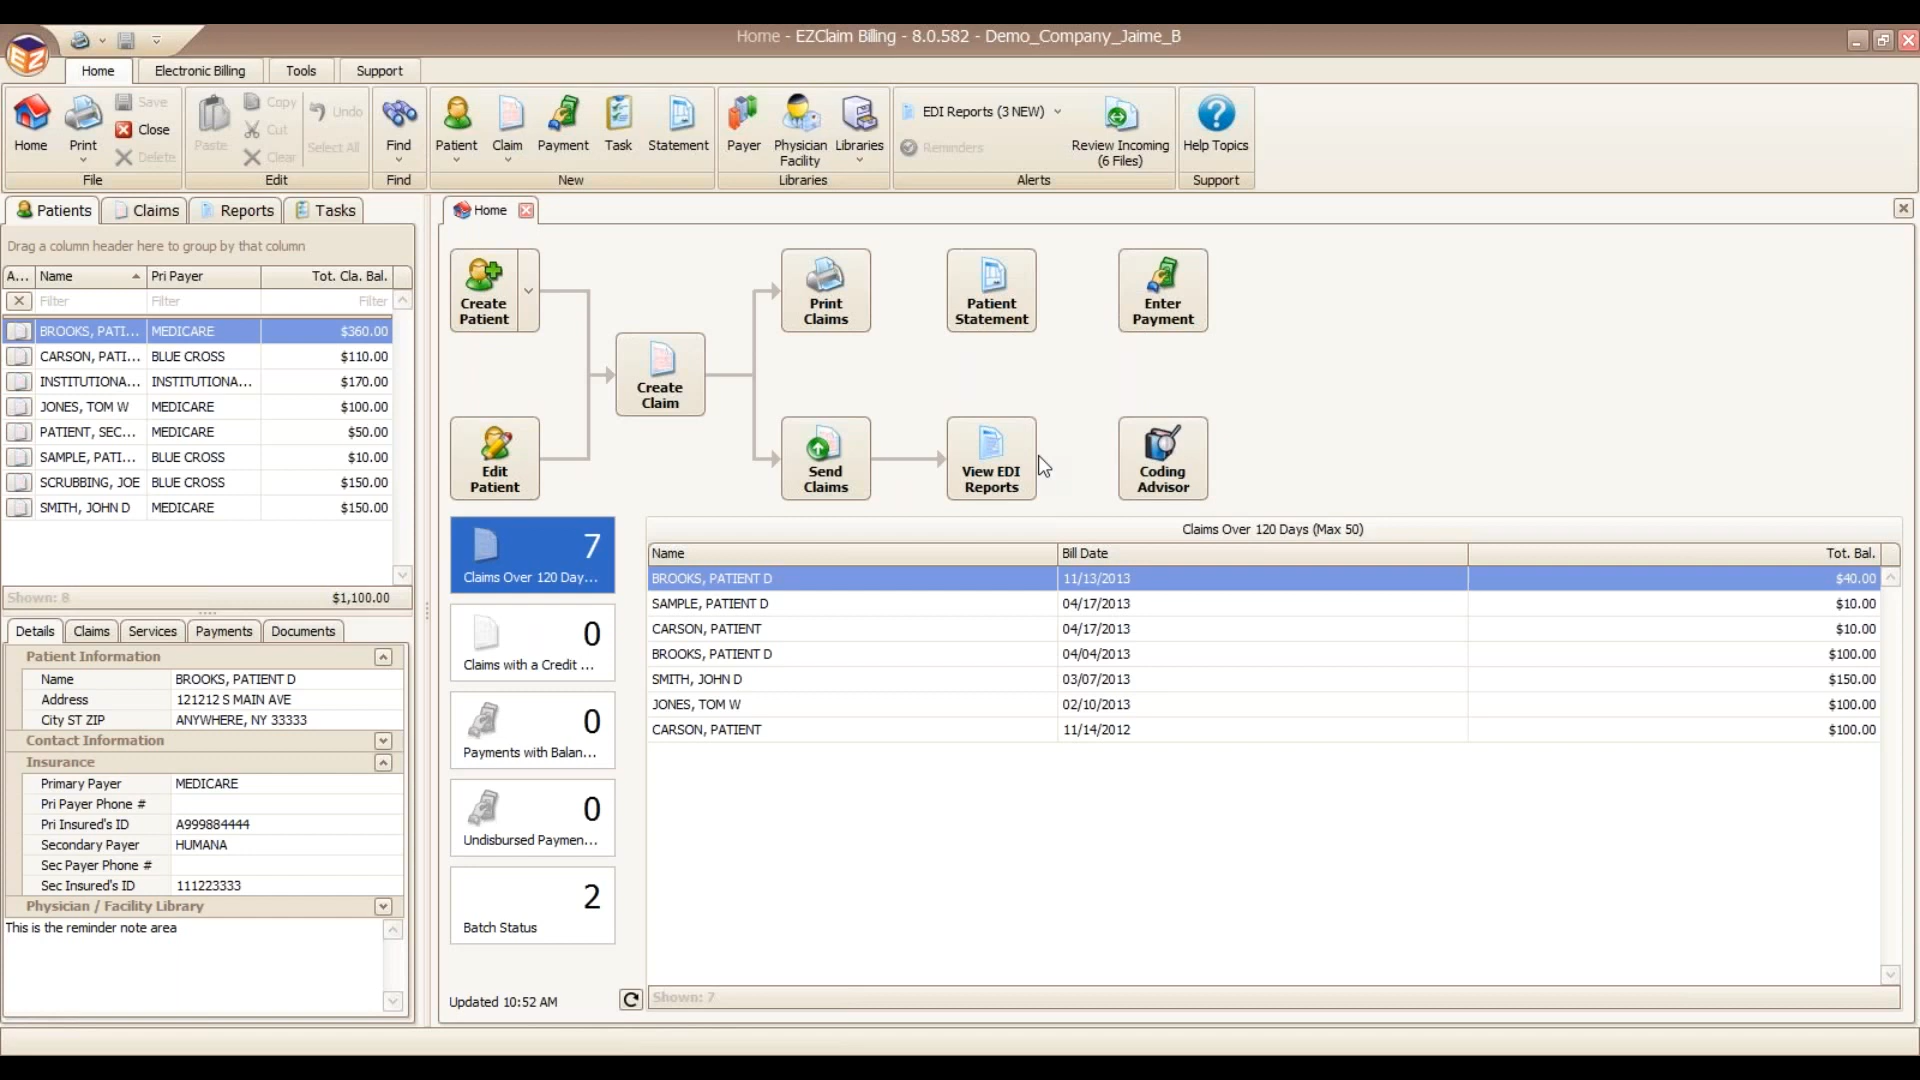 Home - EZClaim Billing - 8.0.582 - Demo_Company_Jaime_B
EZ
Home Electronic Billing Tools Support
Home Print Save Close Delete File
Paste Copy Cut Clear Undo Select All Edit
Find Find
Patient Claim Payment Task Statement New
Payer Physician Facility Libraries Libraries
EDI Reports (3 NEW) Reminders Review Incoming (6 Files) Alerts
Help Topics Support
Patients Claims Reports Tasks
Drag a column header here to group by that column
A... Name Pri Payer Tot. Cla. Bal.
Filter Filter Filter
BROOKS, PATI... MEDICARE $360.00
CARSON, PATI... BLUE CROSS $110.00
INSTITUTIONA... INSTITUTIONA... $170.00
JONES, TOM W MEDICARE $100.00
PATIENT, SEC... MEDICARE $50.00
SAMPLE, PATI... BLUE CROSS $10.00
SCRUBBING, JOE BLUE CROSS $150.00
SMITH, JOHN D MEDICARE $150.00
Shown: 8 $1,100.00
Details Claims Services Payments Documents
Patient Information
Name BROOKS, PATIENT D
Address 121212 S MAIN AVE
City ST ZIP ANYWHERE, NY 33333
Contact Information
Insurance
Primary Payer MEDICARE
Pri Payer Phone #
Pri Insured's ID A999884444
Secondary Payer HUMANA
Sec Payer Phone #
Sec Insured's ID 111223333
Physician / Facility Library
This is the reminder note area
Home
Create Patient
Print Claims
Patient Statement
Enter Payment
Create Claim
Edit Patient
Send Claims
View EDI Reports
Coding Advisor
7
Claims Over 120 Day...
0
Claims with a Credit ...
0
Payments with Balan...
0
Undisbursed Paymen...
2
Batch Status
Updated 10:52 AM
Claims Over 120 Days (Max 50)
Name Bill Date Tot. Bal.
BROOKS, PATIENT D 11/13/2013 $40.00
SAMPLE, PATIENT D 04/17/2013 $10.00
CARSON, PATIENT 04/17/2013 $10.00
BROOKS, PATIENT D 04/04/2013 $100.00
SMITH, JOHN D 03/07/2013 $150.00
JONES, TOM W 02/10/2013 $100.00
CARSON, PATIENT 11/14/2012 $100.00
Shown: 7